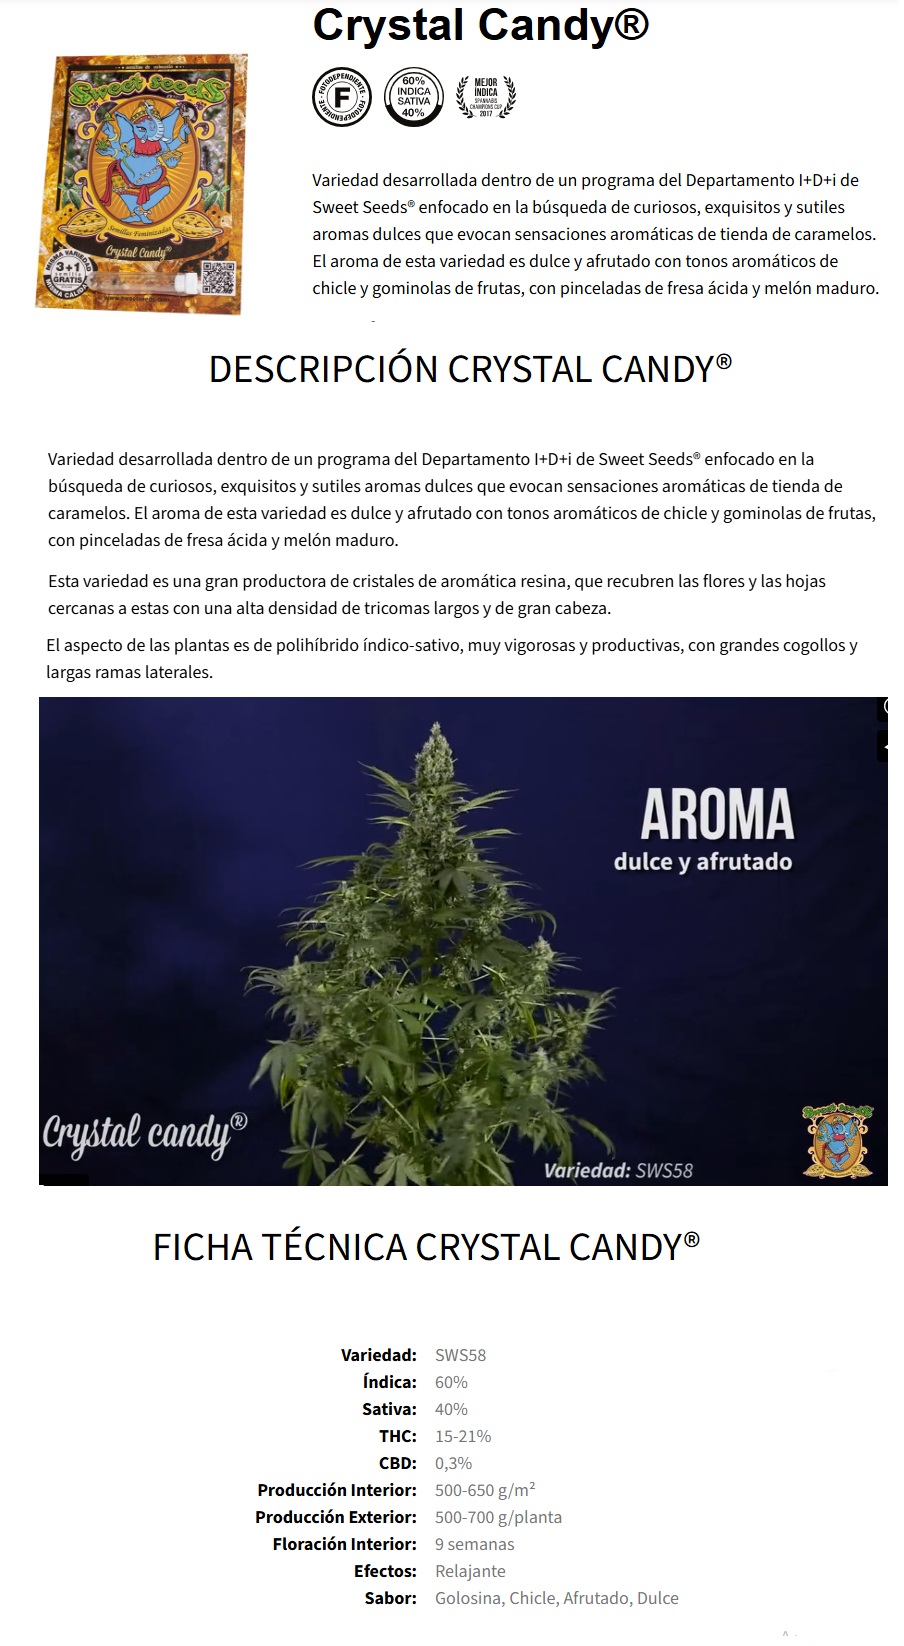 Crystal Candy®
FOTODEPENDIENTE · FOTODEPENDIENTE ·
F
60%
INDICA
SATIVA
40%
MEJOR
ÍNDICA
SPANNABIS
CHAMPIONS CUP
2017
Sweet Seeds
Semillas Feminizadas
Crystal Candy®
MISMA VARIEDAD
3+1
semilla
GRATIS
MISMA CALIDAD
Variedad desarrollada dentro de un programa del Departamento I+D+i de
Sweet Seeds® enfocado en la búsqueda de curiosos, exquisitos y sutiles
aromas dulces que evocan sensaciones aromáticas de tienda de caramelos.
El aroma de esta variedad es dulce y afrutado con tonos aromáticos de
chicle y gominolas de frutas, con pinceladas de fresa ácida y melón maduro.
DESCRIPCIÓN CRYSTAL CANDY®
Variedad desarrollada dentro de un programa del Departamento I+D+i de Sweet Seeds® enfocado en la
búsqueda de curiosos, exquisitos y sutiles aromas dulces que evocan sensaciones aromáticas de tienda de
caramelos. El aroma de esta variedad es dulce y afrutado con tonos aromáticos de chicle y gominolas de frutas,
con pinceladas de fresa ácida y melón maduro.
Esta variedad es una gran productora de cristales de aromática resina, que recubren las flores y las hojas
cercanas a estas con una alta densidad de tricomas largos y de gran cabeza.
El aspecto de las plantas es de polihíbrido índico-sativo, muy vigorosas y productivas, con grandes cogollos y
largas ramas laterales.
AROMA
dulce y afrutado
Crystal candy®
Variedad: SWS58
Sweet Seeds
FICHA TÉCNICA CRYSTAL CANDY®
Variedad: SWS58
Índica: 60%
Sativa: 40%
THC: 15-21%
CBD: 0,3%
Producción Interior: 500-650 g/m²
Producción Exterior: 500-700 g/planta
Floración Interior: 9 semanas
Efectos: Relajante
Sabor: Golosina, Chicle, Afrutado, Dulce